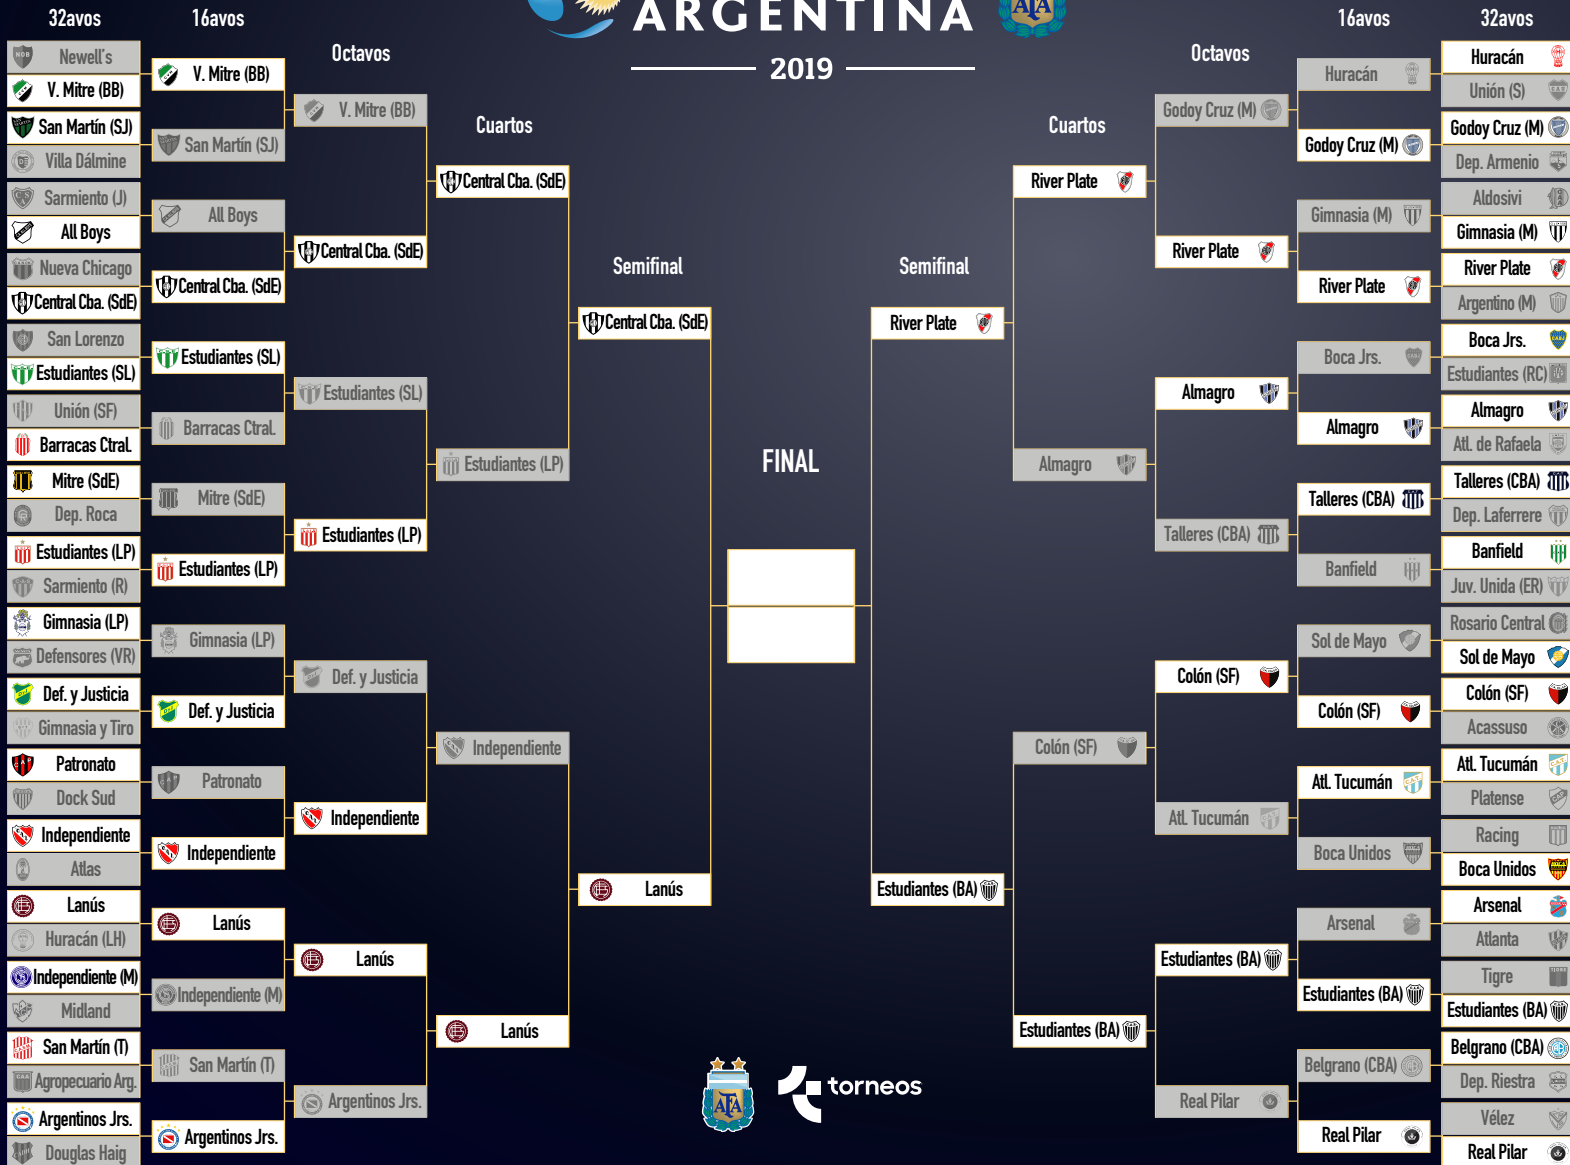 ARGENTINA
AFA
2019
32avos
Newell's
V. Mitre (BB)
San Martín (SJ)
Villa Dálmine
Sarmiento (J)
All Boys
Nueva Chicago
Central Cba. (SdE)
San Lorenzo
Estudiantes (SL)
Unión (SF)
Barracas Ctral.
Mitre (SdE)
Dep. Roca
Estudiantes (LP)
Sarmiento (R)
Gimnasia (LP)
Defensores (VR)
Def. y Justicia
Gimnasia y Tiro
Patronato
Dock Sud
Independiente
Atlas
Lanús
Huracán (LH)
Independiente (M)
Midland
San Martín (T)
Agropecuario Arg.
Argentinos Jrs.
Douglas Haig
16avos
V. Mitre (BB)
San Martín (SJ)
All Boys
Central Cba. (SdE)
Estudiantes (SL)
Barracas Ctral.
Mitre (SdE)
Estudiantes (LP)
Gimnasia (LP)
Def. y Justicia
Patronato
Independiente
Lanús
Independiente (M)
San Martín (T)
Argentinos Jrs.
Octavos
V. Mitre (BB)
Central Cba. (SdE)
Estudiantes (SL)
Estudiantes (LP)
Def. y Justicia
Independiente
Lanús
Argentinos Jrs.
Cuartos
Central Cba. (SdE)
Estudiantes (LP)
Independiente
Lanús
Semifinal
Central Cba. (SdE)
Lanús
FINAL
Semifinal
River Plate
Estudiantes (BA)
Cuartos
River Plate
Almagro
Colón (SF)
Estudiantes (BA)
Octavos
Godoy Cruz (M)
River Plate
Almagro
Talleres (CBA)
Colón (SF)
Atl. Tucumán
Estudiantes (BA)
Real Pilar
16avos
Huracán
Godoy Cruz (M)
Gimnasia (M)
River Plate
Boca Jrs.
Almagro
Talleres (CBA)
Banfield
Sol de Mayo
Colón (SF)
Atl. Tucumán
Boca Unidos
Arsenal
Estudiantes (BA)
Belgrano (CBA)
Real Pilar
32avos
Huracán
Unión (S)
Godoy Cruz (M)
Dep. Armenio
Aldosivi
Gimnasia (M)
River Plate
Argentino (M)
Boca Jrs.
Estudiantes (RC)
Almagro
Atl. de Rafaela
Talleres (CBA)
Dep. Laferrere
Banfield
Juv. Unida (ER)
Rosario Central
Sol de Mayo
Colón (SF)
Acassuso
Atl. Tucumán
Platense
Racing
Boca Unidos
Arsenal
Atlanta
Tigre
Estudiantes (BA)
Belgrano (CBA)
Dep. Riestra
Vélez
Real Pilar
AFA
torneos